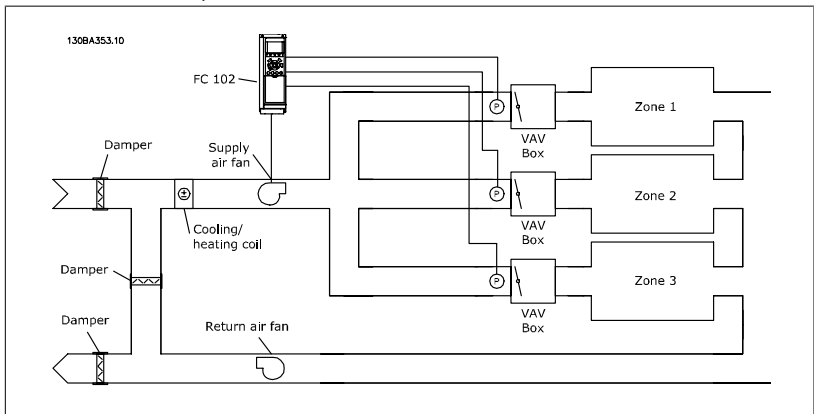 130BA353.10
FC 102
P
Zone 1
VAV
Box
Damper
Supply
air fan
P
Zone 2
VAV
Box
Cooling/
heating coil
Damper
P
Zone 3
VAV
Box
Damper
Return air fan